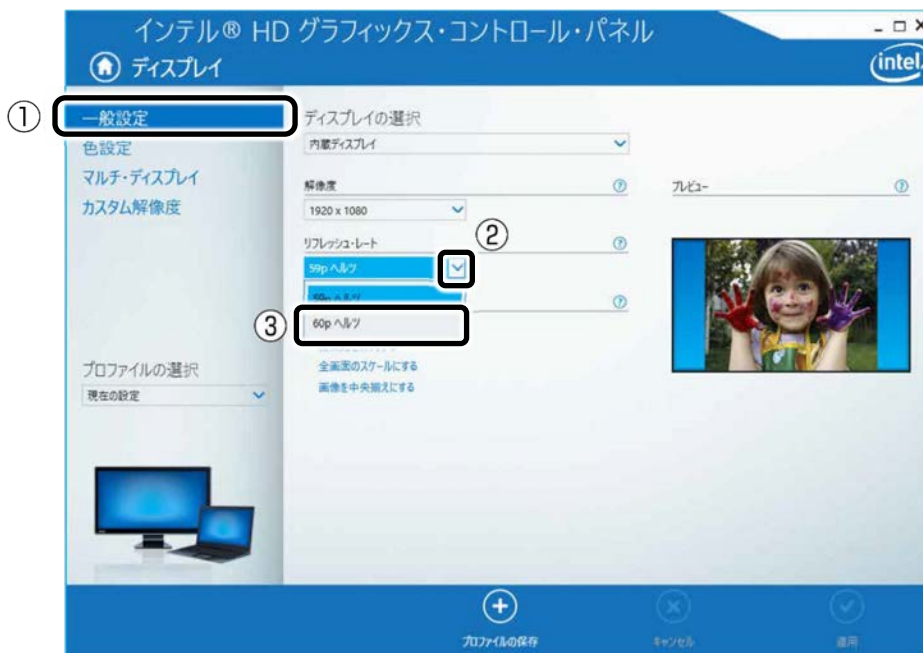 インテル® HD グラフィックス・コントロール・パネル
ディスプレイ
intel
①
一般設定
色設定
マルチ・ディスプレイ
カスタム解像度
プロファイルの選択
現在の設定
ディスプレイの選択
内蔵ディスプレイ
解像度
1920 x 1080
②
リフレッシュ・レート
59p ヘルツ
59p ヘルツ
③
60p ヘルツ
全画面のスケールにする
画像を中央揃えにする
プレビュー
プロファイルの保存
キャンセル
適用